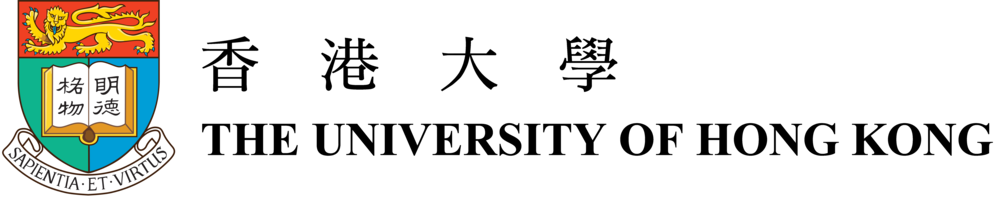 香港大學
THE UNIVERSITY OF HONG KONG
明德
格物
SAPIENTIA·ET·VIRTUS